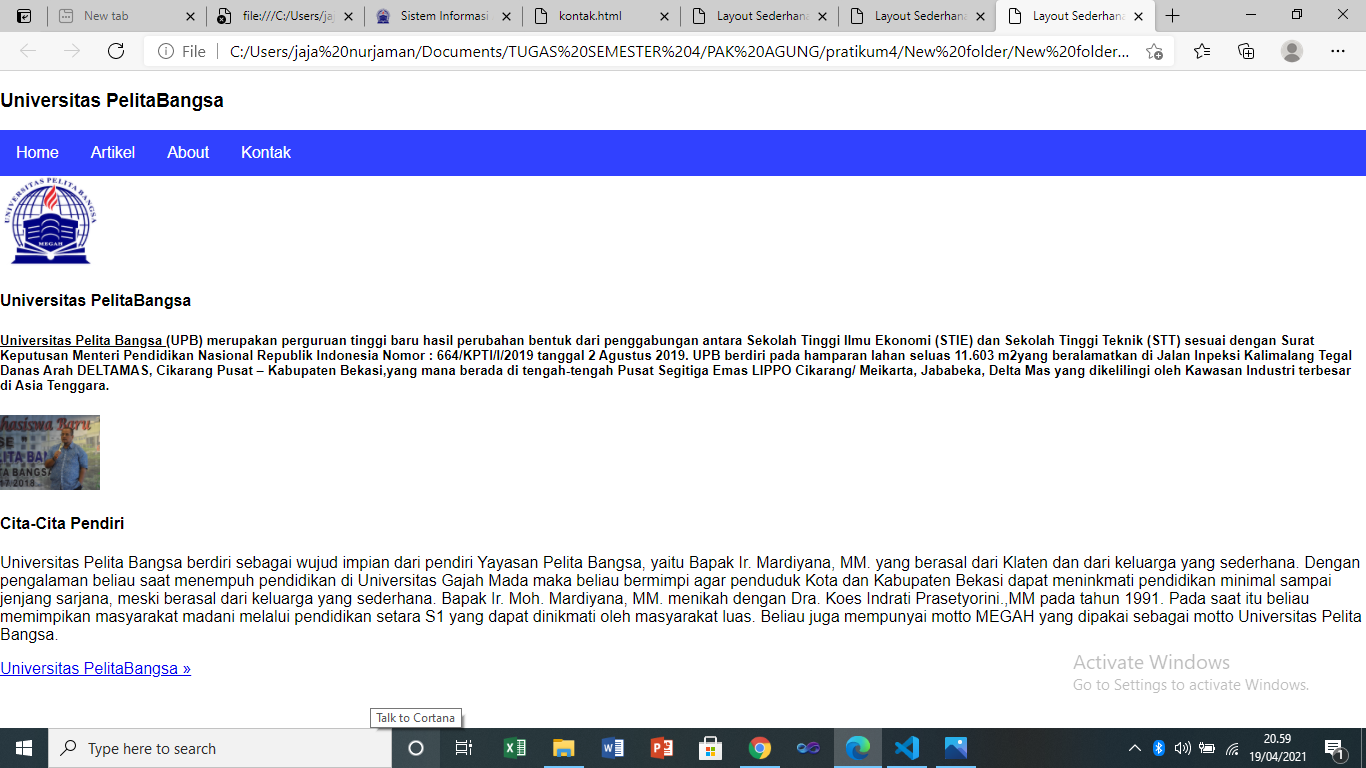 New tab
file:///C:/Users/ja
Sistem Informasi
kontak.html
Layout Sederhana
Layout Sederhana
Layout Sederhana
File
C:/Users/jaja%20nurjaman/Documents/TUGAS%20SEMESTER%204/PAK%20AGUNG/pratikum4/New%20folder/New%20folder...
Universitas PelitaBangsa
Home Artikel About Kontak
UNIVERSITAS PELITA BANGSA
MEGAH
Universitas PelitaBangsa
Universitas Pelita Bangsa (UPB) merupakan perguruan tinggi baru hasil perubahan bentuk dari penggabungan antara Sekolah Tinggi Ilmu Ekonomi (STIE) dan Sekolah Tinggi Teknik (STT) sesuai dengan Surat
Keputusan Menteri Pendidikan Nasional Republik Indonesia Nomor : 664/KPTI/I/2019 tanggal 2 Agustus 2019. UPB berdiri pada hamparan lahan seluas 11.603 m2yang beralamatkan di Jalan Inpeksi Kalimalang Tegal
Danas Arah DELTAMAS, Cikarang Pusat – Kabupaten Bekasi,yang mana berada di tengah-tengah Pusat Segitiga Emas LIPPO Cikarang/ Meikarta, Jababeka, Delta Mas yang dikelilingi oleh Kawasan Industri terbesar
di Asia Tenggara.
hasiswa Baru
SE
LITA BA
TA BANGS
17 2018
Cita-Cita Pendiri
Universitas Pelita Bangsa berdiri sebagai wujud impian dari pendiri Yayasan Pelita Bangsa, yaitu Bapak Ir. Mardiyana, MM. yang berasal dari Klaten dan dari keluarga yang sederhana. Dengan
pengalaman beliau saat menempuh pendidikan di Universitas Gajah Mada maka beliau bermimpi agar penduduk Kota dan Kabupaten Bekasi dapat meninkmati pendidikan minimal sampai
jenjang sarjana, meski berasal dari keluarga yang sederhana. Bapak Ir. Moh. Mardiyana, MM. menikah dengan Dra. Koes Indrati Prasetyorini.,MM pada tahun 1991. Pada saat itu beliau
memimpikan masyarakat madani melalui pendidikan setara S1 yang dapat dinikmati oleh masyarakat luas. Beliau juga mempunyai motto MEGAH yang dipakai sebagai motto Universitas Pelita
Bangsa.
Universitas PelitaBangsa »
Activate Windows
Go to Settings to activate Windows.
Talk to Cortana
Type here to search
20.59
19/04/2021
1